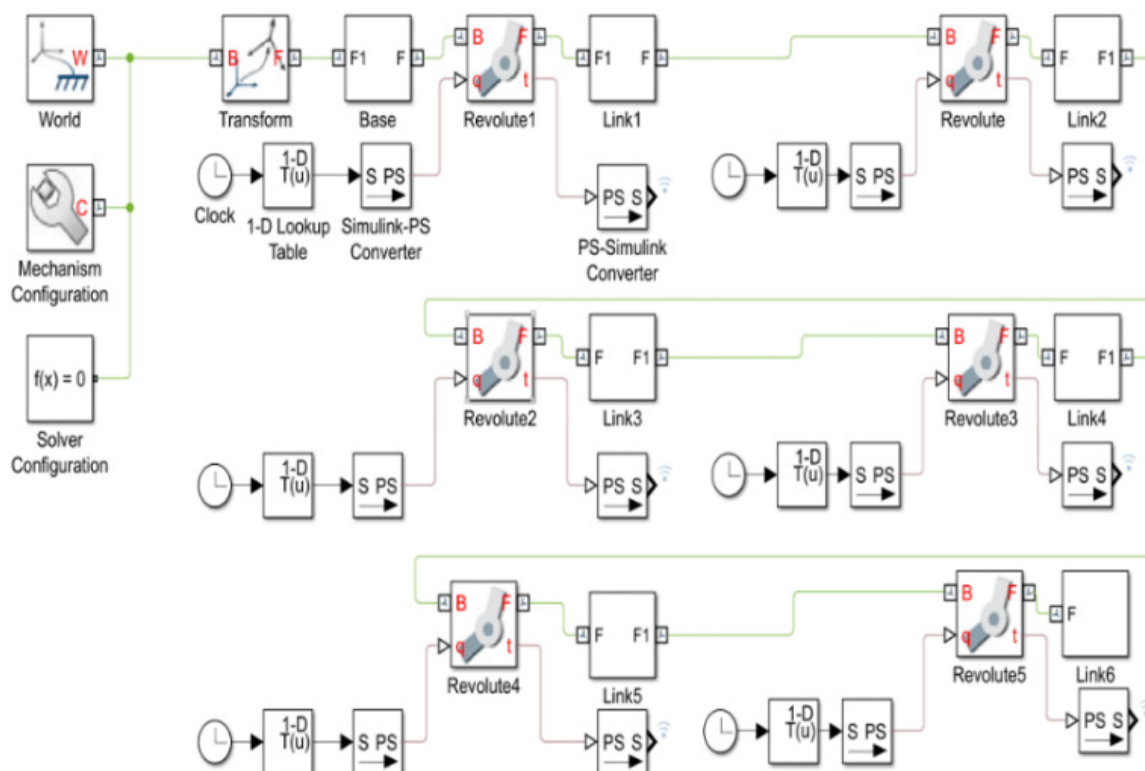 W
World
B F
Transform
F1 F
Base
B F
q t
Revolute1
F1 F
Link1
B F
q t
Revolute
F F1
Link2
Clock
1-D
T(u)
1-D Lookup
Table
S PS
Simulink-PS
Converter
PS S
PS-Simulink
Converter
1-D
T(u)
S PS
PS S
C
Mechanism
Configuration
f(x) = 0
Solver
Configuration
B F
q t
Revolute2
F F1
Link3
B F
q t
Revolute3
F F1
Link4
1-D
T(u)
S PS
PS S
1-D
T(u)
S PS
PS S
B F
q t
Revolute4
F F1
Link5
B F
q t
Revolute5
F
Link6
1-D
T(u)
S PS
PS S
1-D
T(u)
S PS
PS S